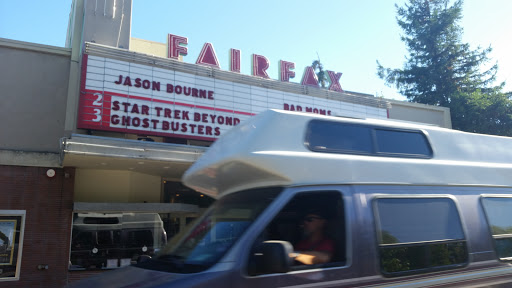 FAIRFAX
JASON BOURNE
BAD MOMS
2 STAR TREK BEYOND
3 GHOSTBUSTERS